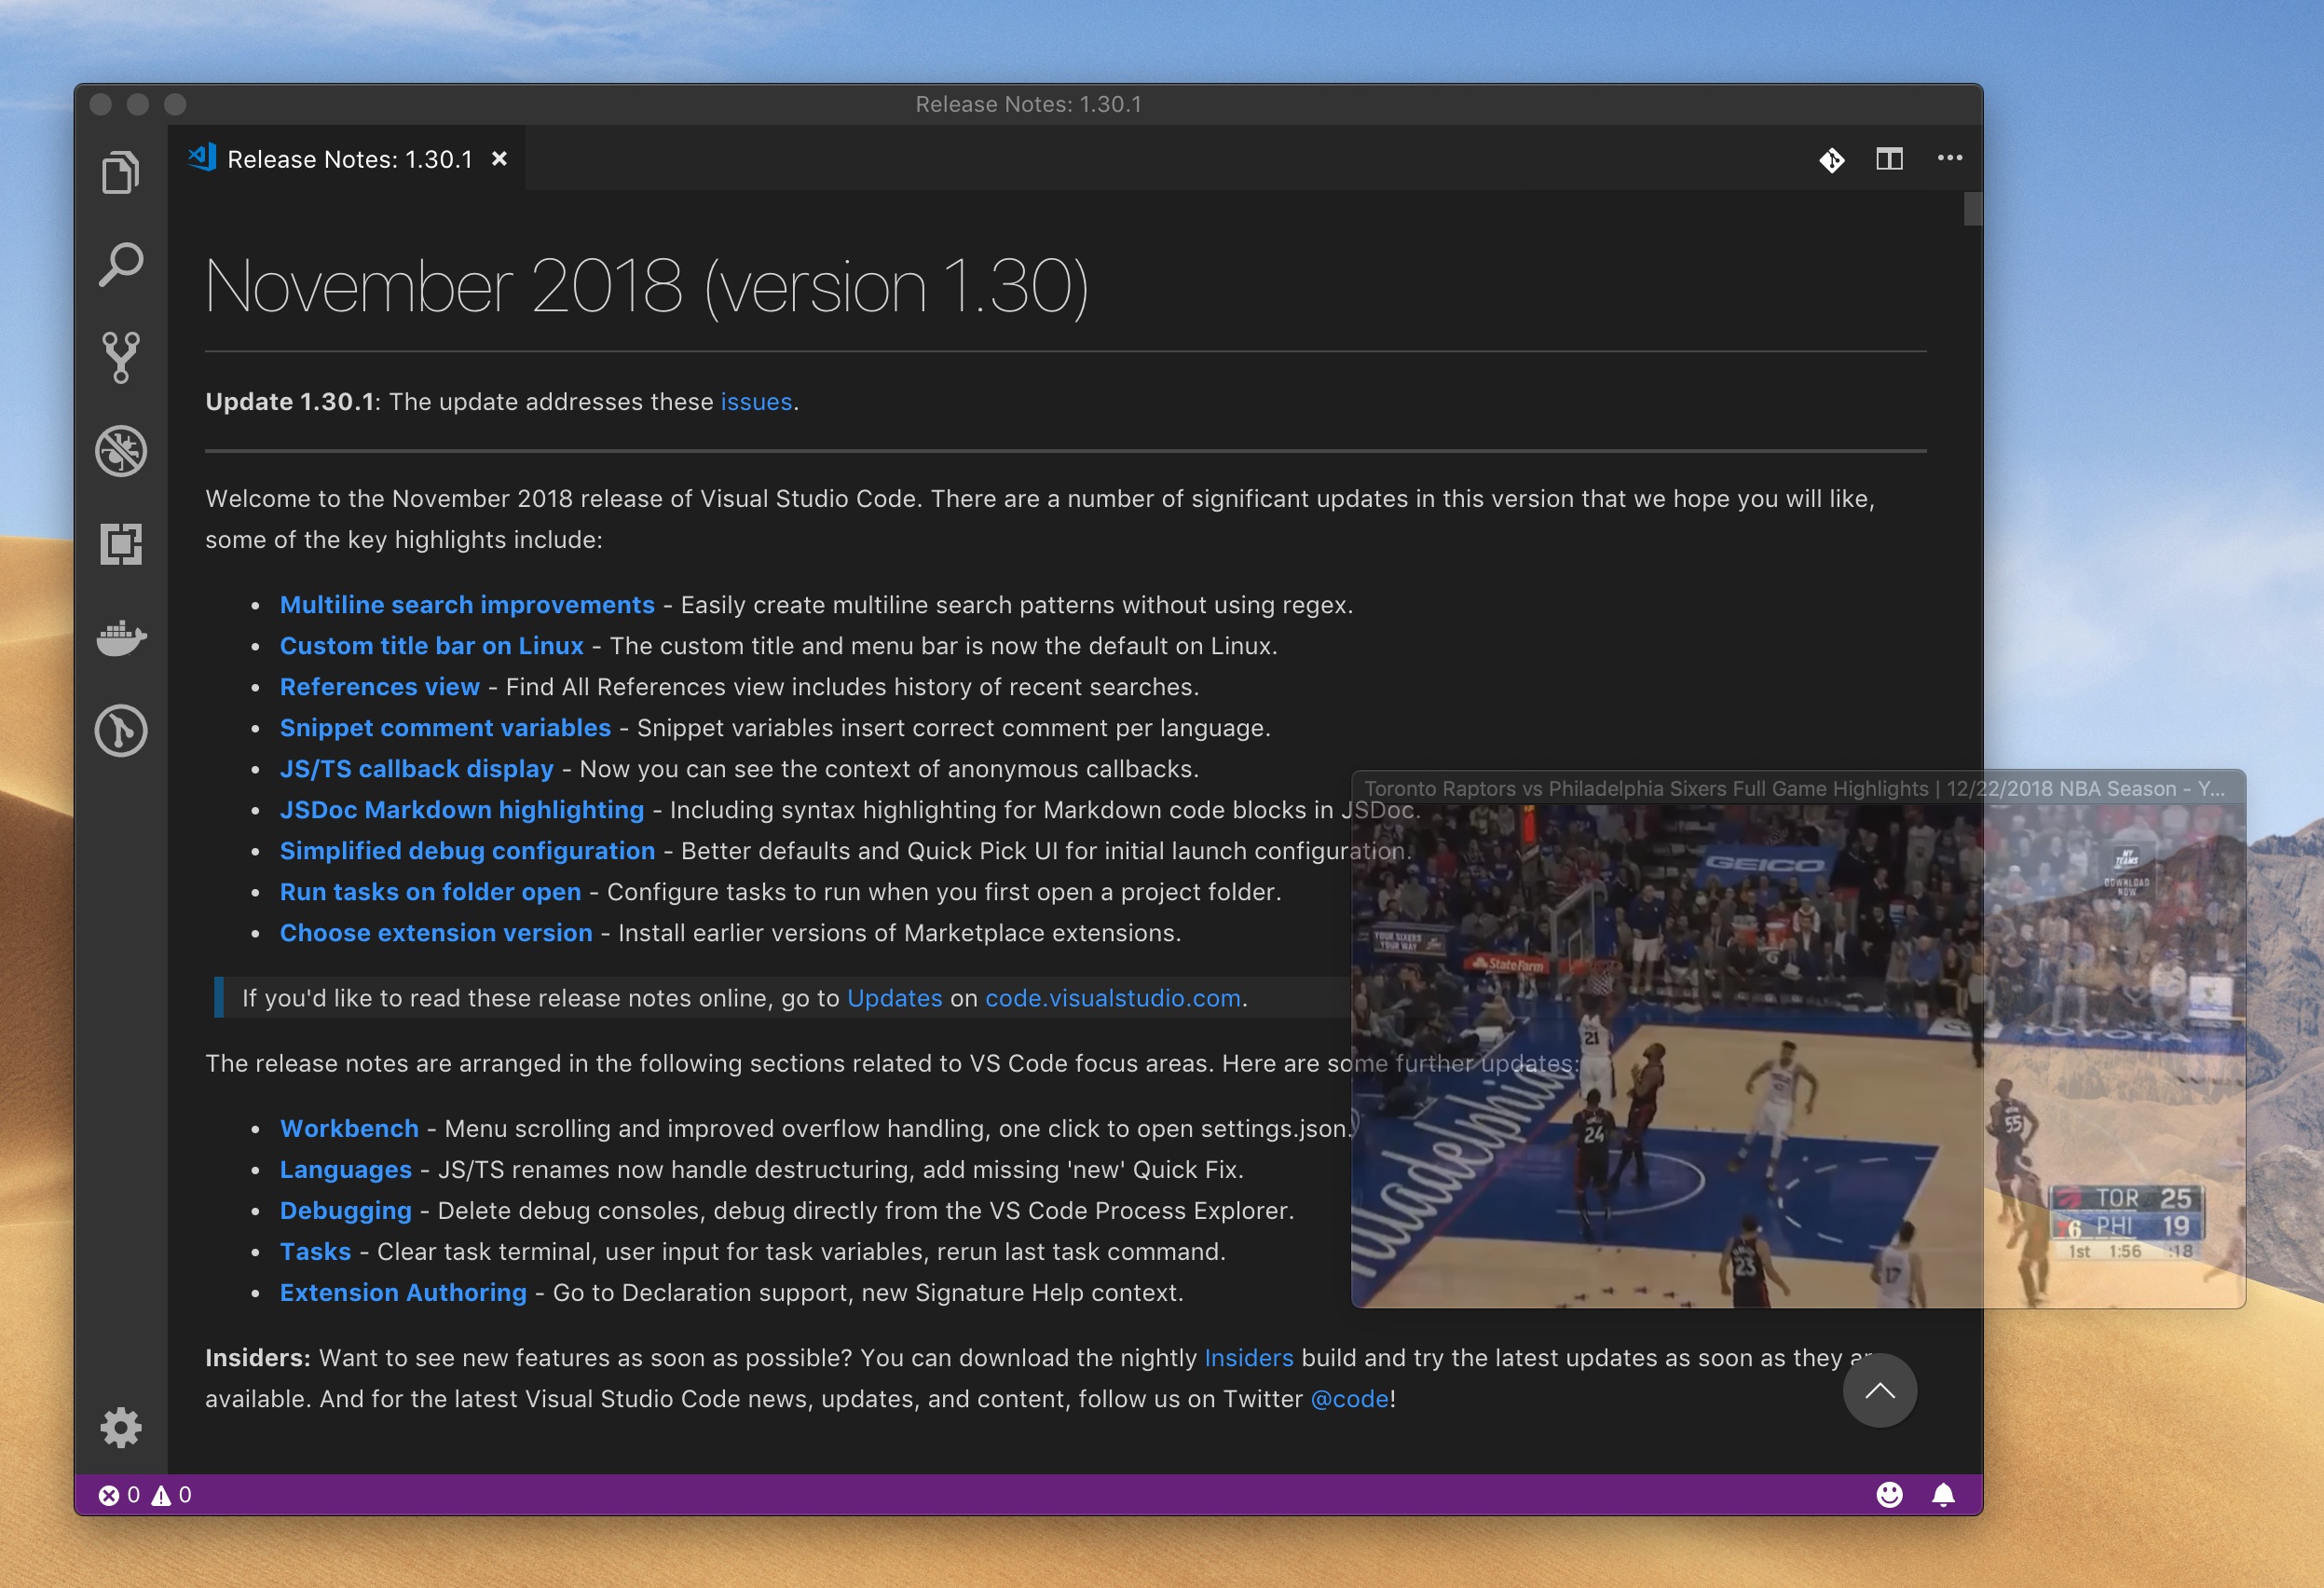 Release Notes: 1.30.1
Release Notes: 1.30.1
November 2018 (version 1.30)
Update 1.30.1: The update addresses these issues.
Welcome to the November 2018 release of Visual Studio Code. There are a number of significant updates in this version that we hope you will like,
some of the key highlights include:
• Multiline search improvements - Easily create multiline search patterns without using regex.
• Custom title bar on Linux - The custom title and menu bar is now the default on Linux.
• References view - Find All References view includes history of recent searches.
• Snippet comment variables - Snippet variables insert correct comment per language.
• JS/TS callback display - Now you can see the context of anonymous callbacks.
• JSDoc Markdown highlighting - Including syntax highlighting for Markdown code blocks in JSDoc.
• Simplified debug configuration - Better defaults and Quick Pick UI for initial launch configuration.
• Run tasks on folder open - Configure tasks to run when you first open a project folder.
• Choose extension version - Install earlier versions of Marketplace extensions.
If you'd like to read these release notes online, go to Updates on code.visualstudio.com.
The release notes are arranged in the following sections related to VS Code focus areas. Here are some further updates:
• Workbench - Menu scrolling and improved overflow handling, one click to open settings.json.
• Languages - JS/TS renames now handle destructuring, add missing 'new' Quick Fix.
• Debugging - Delete debug consoles, debug directly from the VS Code Process Explorer.
• Tasks - Clear task terminal, user input for task variables, rerun last task command.
• Extension Authoring - Go to Declaration support, new Signature Help context.
Insiders: Want to see new features as soon as possible? You can download the nightly Insiders build and try the latest updates as soon as they
available. And for the latest Visual Studio Code news, updates, and content, follow us on Twitter @code!
0 0
Toronto Raptors vs Philadelphia Sixers Full Game Highlights | 12/22/2018 NBA Season - Y...
GEICO
MY
TEAMS
DOWNLOAD
NOW
YOUR SIXERS
YOUR WAY
StateFarm
TOYOTA
21
24
55
23
17
TOR 25
76 PHI 19
1st 1:56 :18